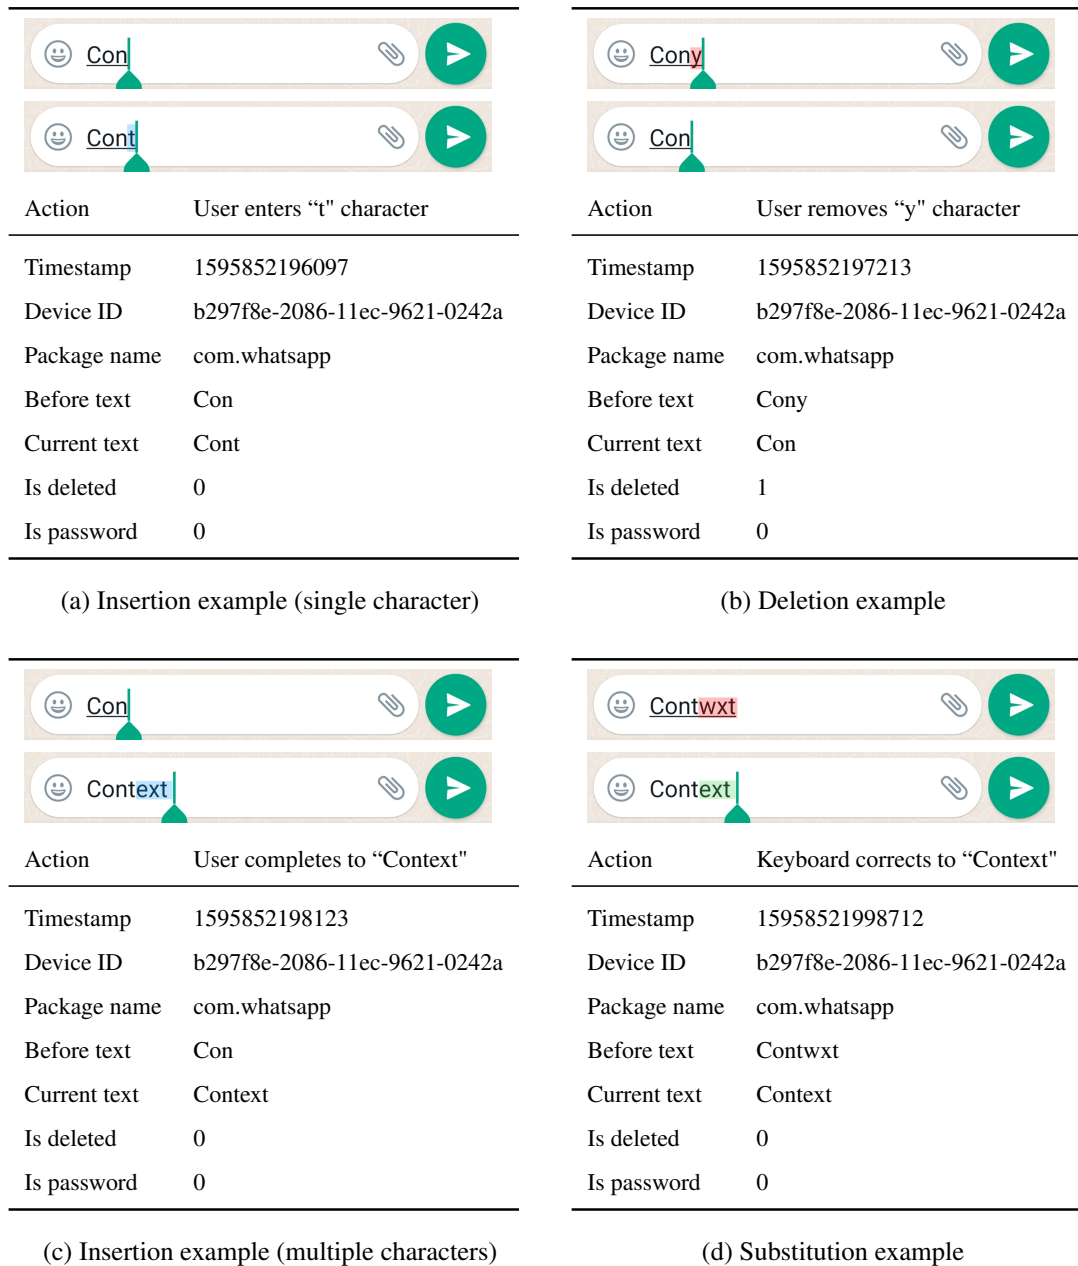 Con
Cont
Action User enters “t" character
Timestamp 1595852196097
Device ID b297f8e-2086-11ec-9621-0242a
Package name com.whatsapp
Before text Con
Current text Cont
Is deleted 0
Is password 0
(a) Insertion example (single character)
Cony
Con
Action User removes “y" character
Timestamp 1595852197213
Device ID b297f8e-2086-11ec-9621-0242a
Package name com.whatsapp
Before text Cony
Current text Con
Is deleted 1
Is password 0
(b) Deletion example
Con
Context
Action User completes to “Context"
Timestamp 1595852198123
Device ID b297f8e-2086-11ec-9621-0242a
Package name com.whatsapp
Before text Con
Current text Context
Is deleted 0
Is password 0
(c) Insertion example (multiple characters)
Contwxt
Context
Action Keyboard corrects to “Context"
Timestamp 15958521998712
Device ID b297f8e-2086-11ec-9621-0242a
Package name com.whatsapp
Before text Contwxt
Current text Context
Is deleted 0
Is password 0
(d) Substitution example